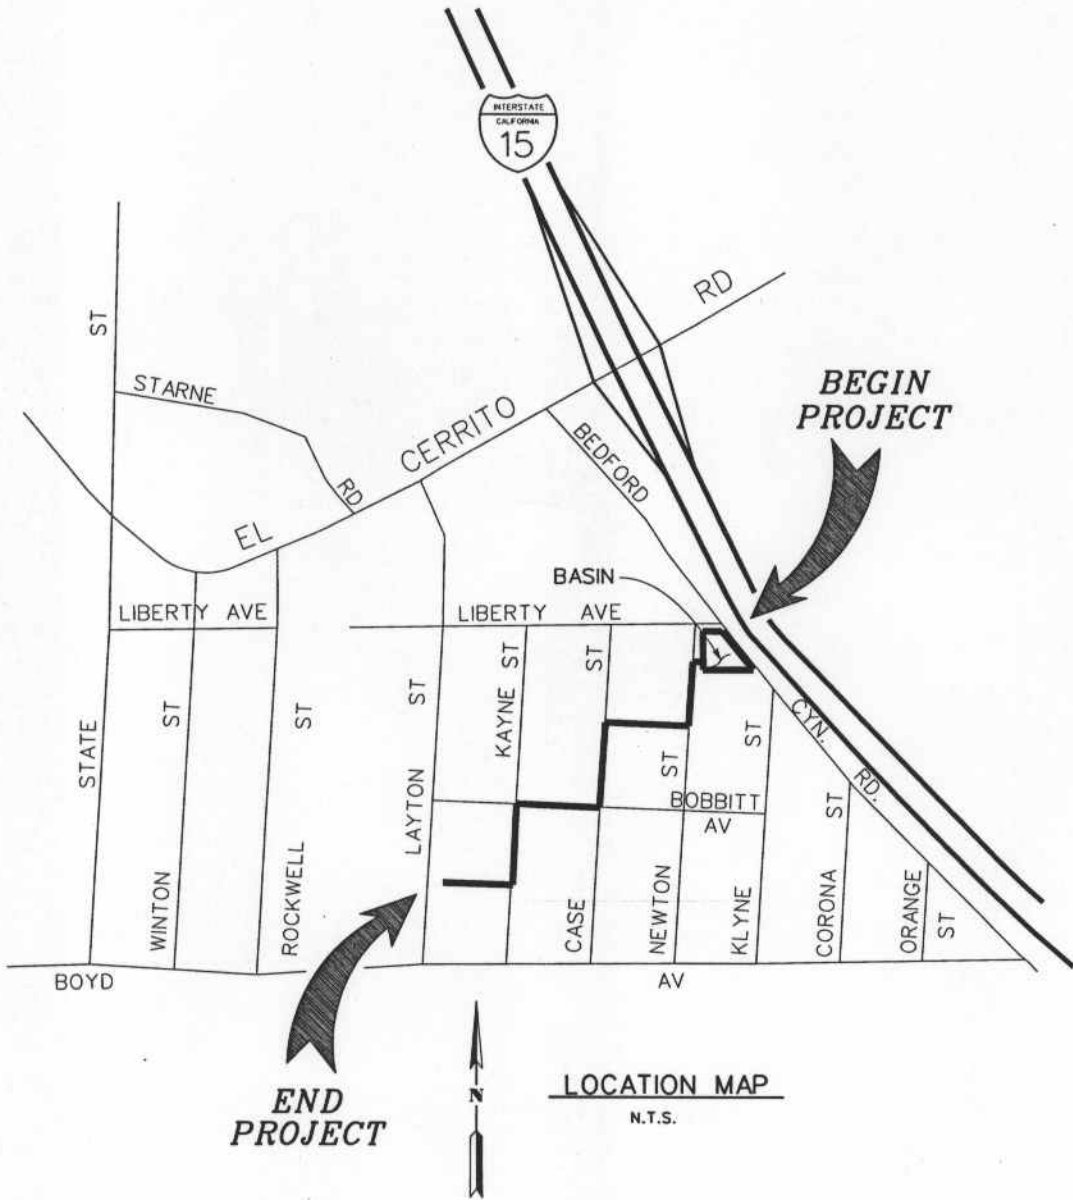 INTERSTATE
CALIFORNIA
15
RD
ST
STARNE
RD
CERRITO
EL
BEDFORD
BEGIN
PROJECT
BASIN
LIBERTY AVE
LIBERTY AVE
STATE
WINTON
ST
ROCKWELL
ST
LAYTON
ST
KAYNE
ST
CASE
ST
NEWTON
ST
KLYNE
ST
CYN.
RD.
BOBBITT
AV
CORONA
ST
ORANGE
ST
BOYD
AV
END
PROJECT
N
LOCATION MAP
N.T.S.